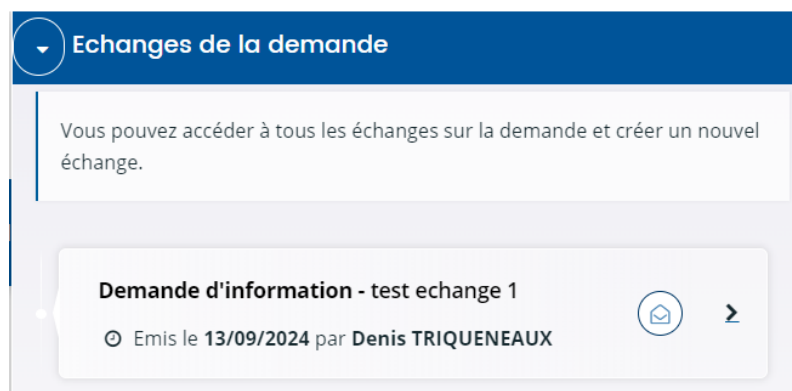 Echanges de la demande
Vous pouvez accéder à tous les échanges sur la demande et créer un nouvel
échange.
Demande d'information - test echange 1
Emis le 13/09/2024 par Denis TRIQUENEAUX